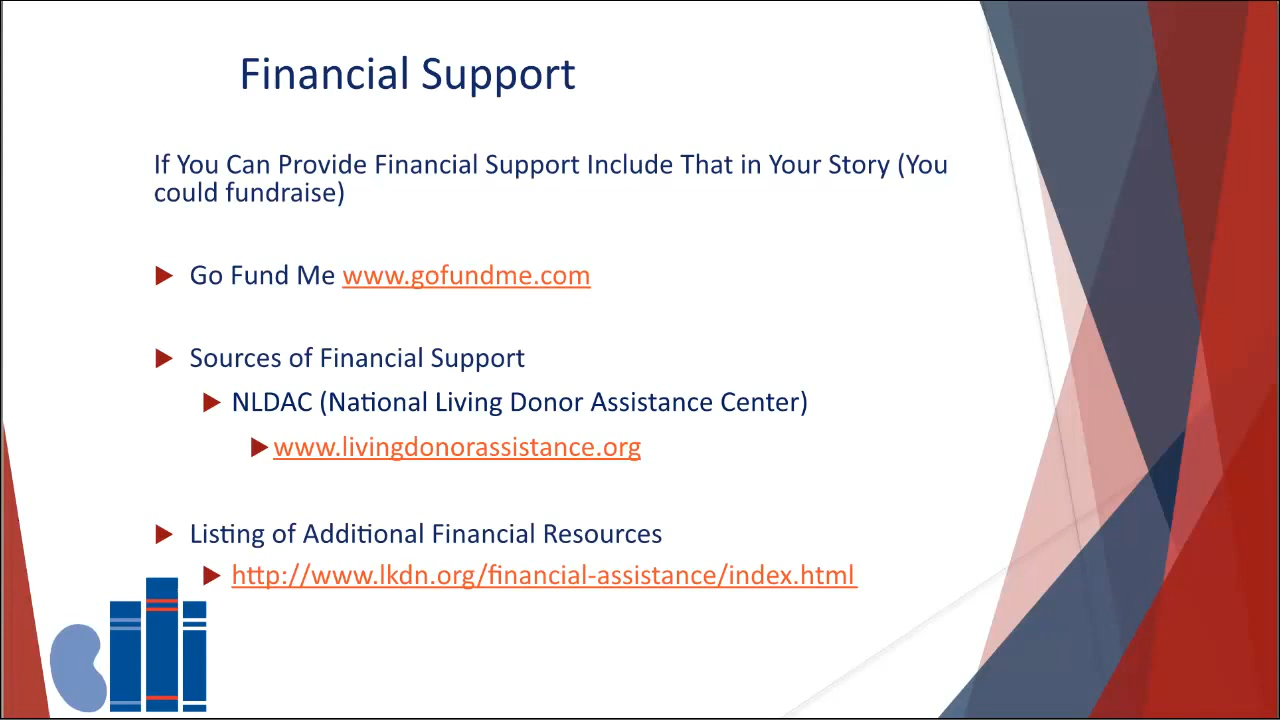 Financial Support
If You Can Provide Financial Support Include That in Your Story (You
could fundraise)
Go Fund Me www.gofundme.com
Sources of Financial Support
NLDAC (National Living Donor Assistance Center)
www.livingdonorassistance.org
Listing of Additional Financial Resources
http://www.lkdn.org/financial-assistance/index.html